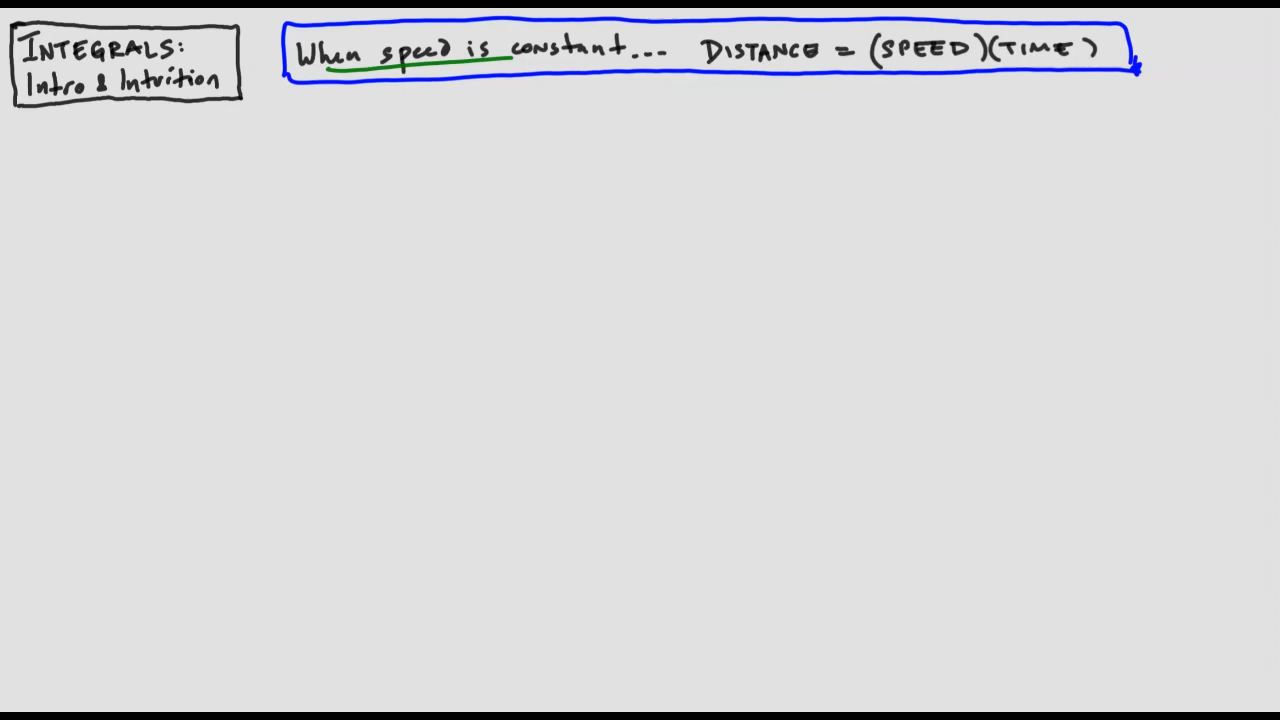 INTEGRALS:
Intro & Intuition
When speed is constant... DISTANCE = (SPEED)(TIME)